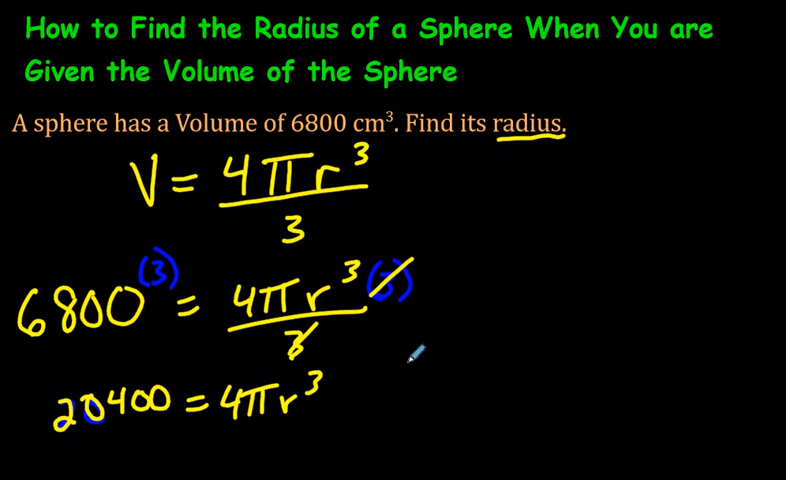 How to Find the Radius of a Sphere When You are
Given the Volume of the Sphere
A sphere has a Volume of 6800 cm³. Find its radius.
V = 4πr³/3
6800(3) = 4πr³/3 (3)
20400 = 4πr³